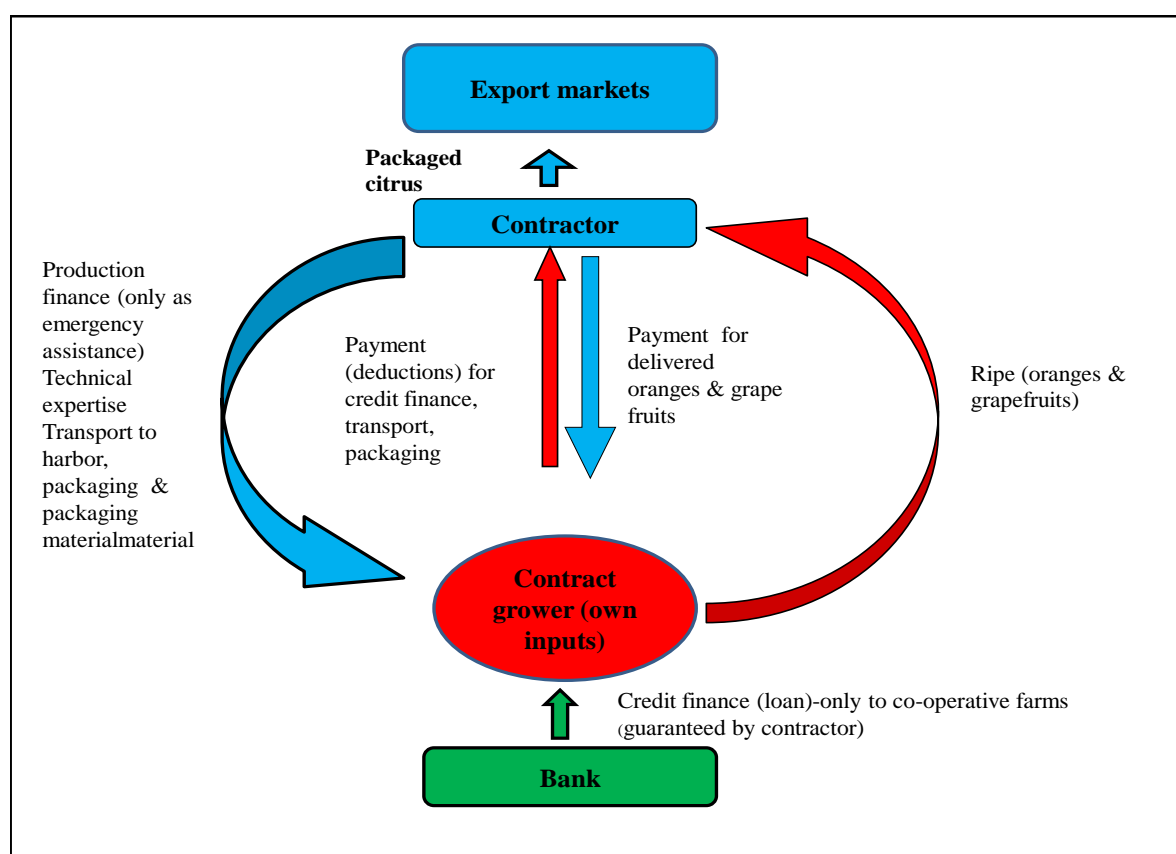 Export markets
Packaged
citrus
Contractor
Production
finance (only as
emergency
assistance)
Technical
expertise
Transport to
harbor,
packaging &
packaging
materialmaterial
Payment
(deductions) for
credit finance,
transport,
packaging
Payment for
delivered
oranges & grape
fruits
Ripe (oranges &
grapefruits)
Contract
grower (own
inputs)
Credit finance (loan)-only to co-operative farms
(guaranteed by contractor)
Bank